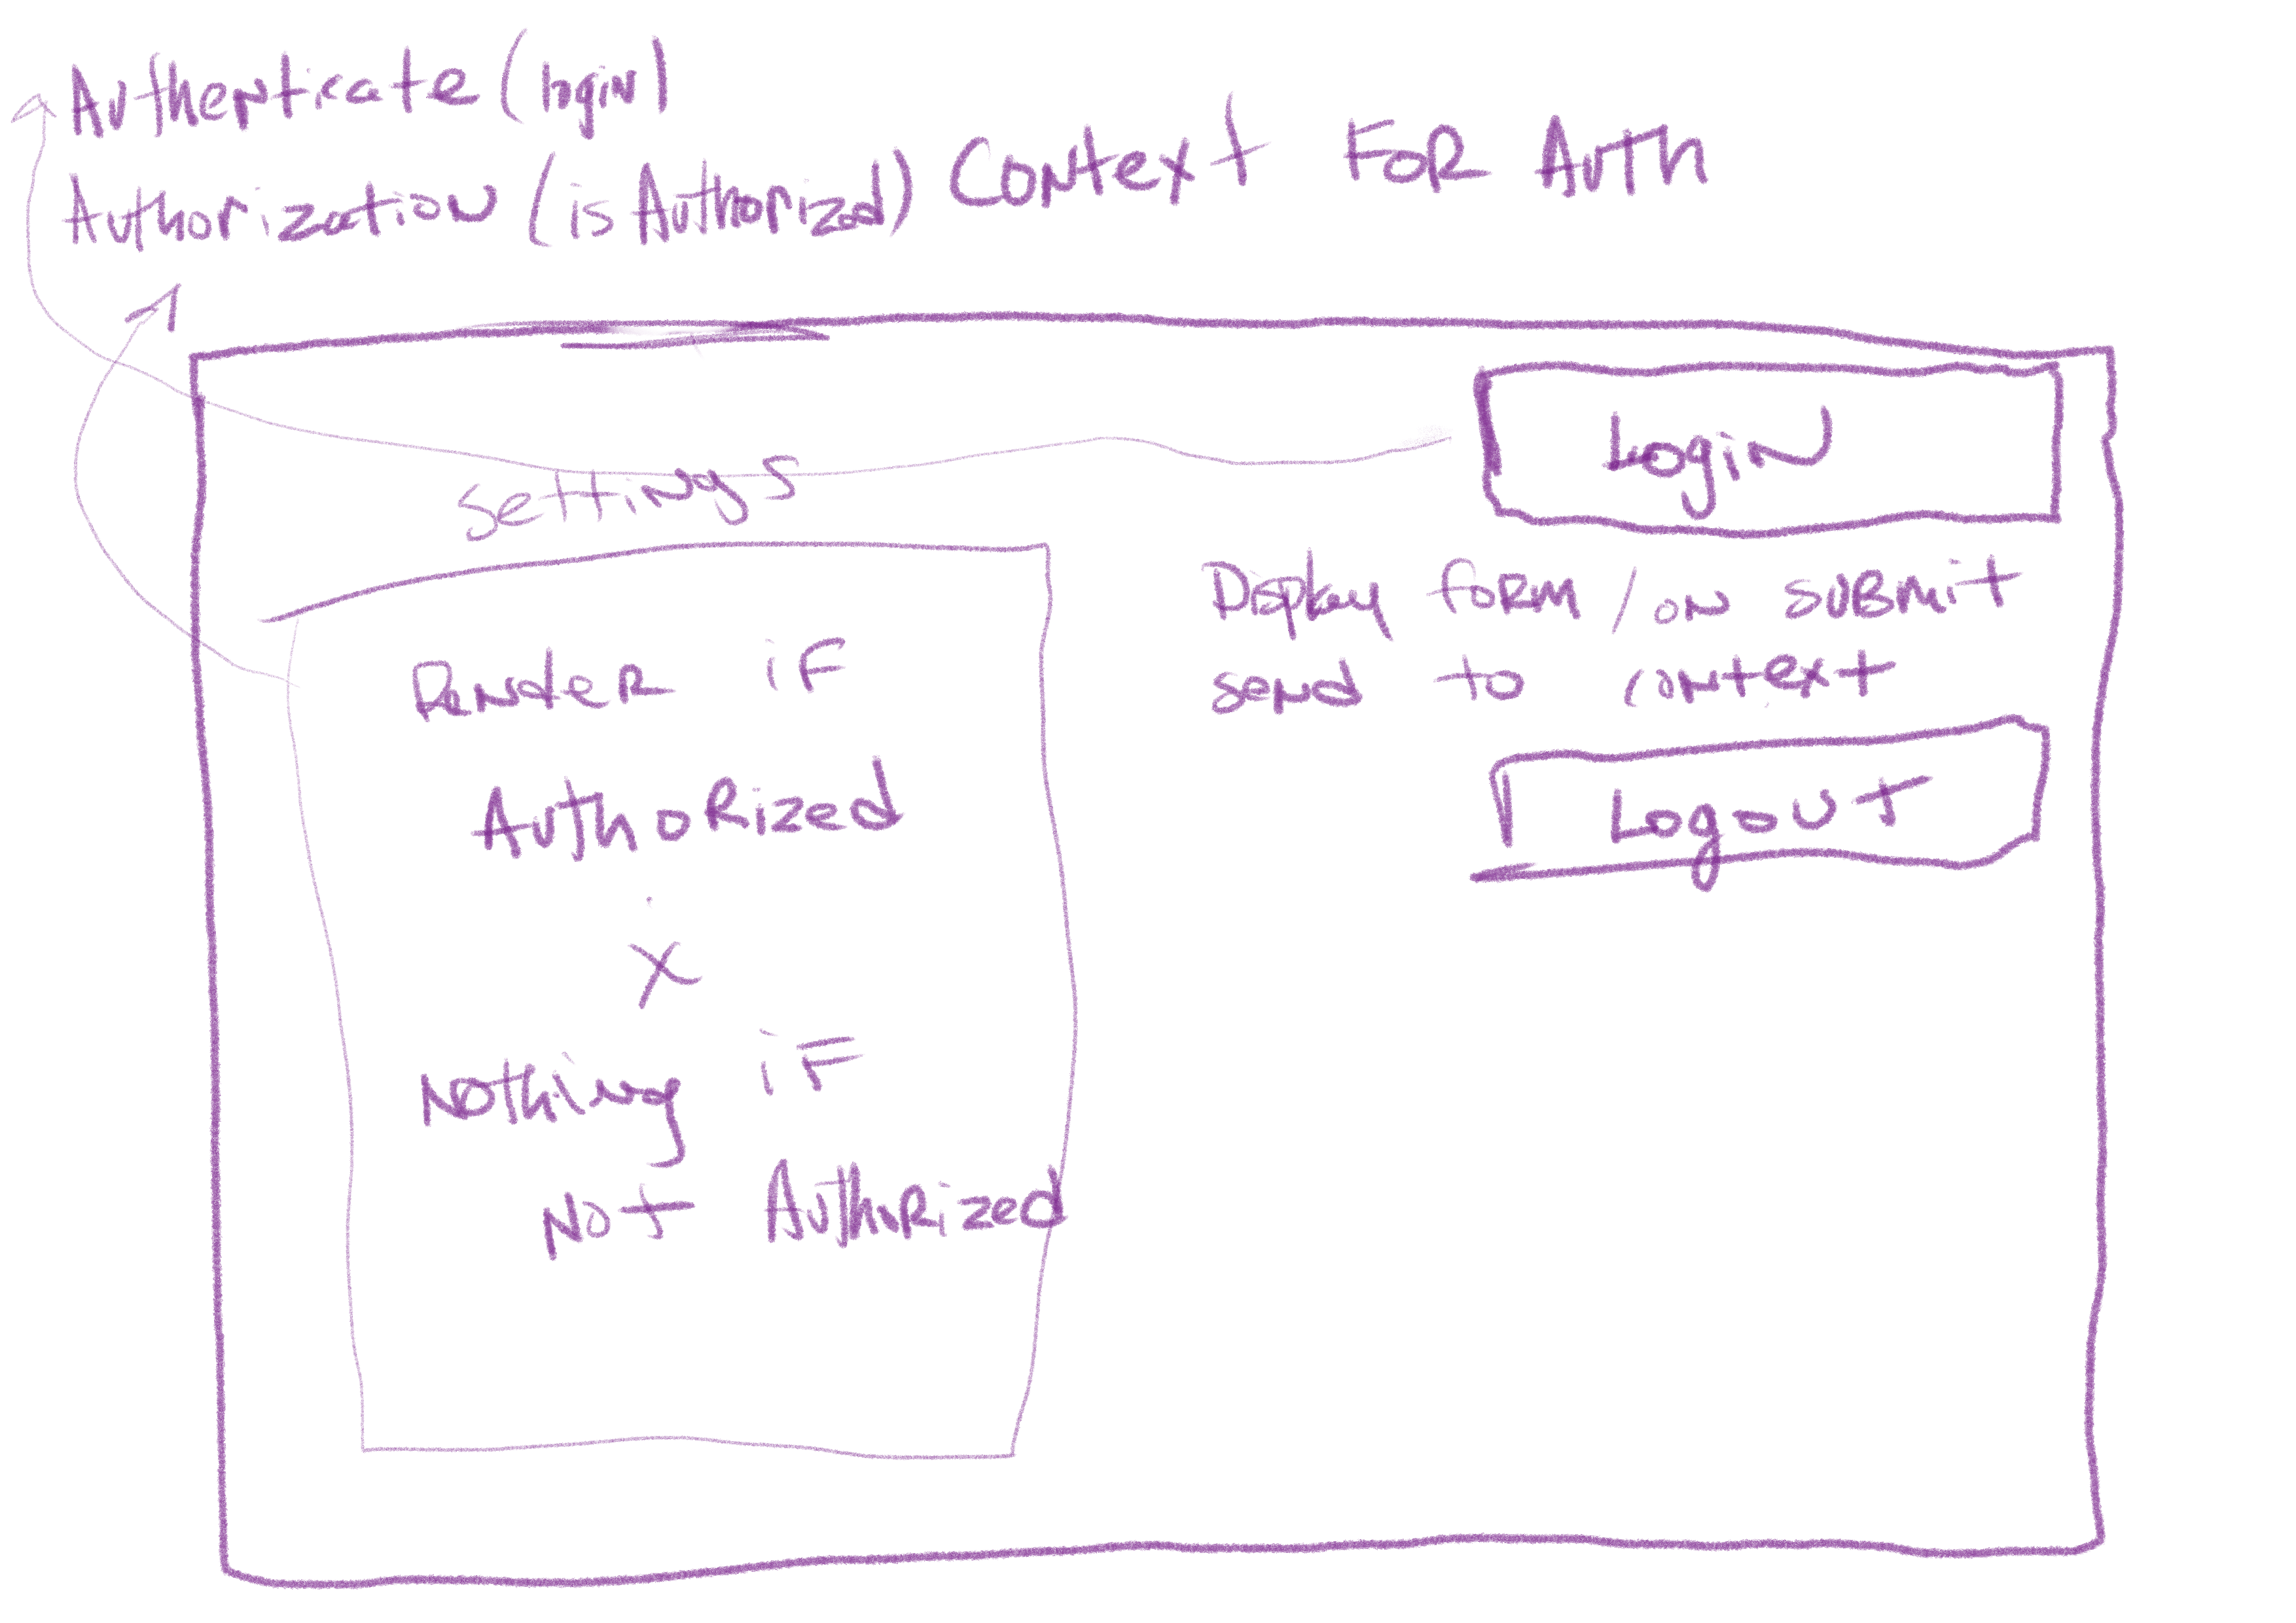 Authenticate (login)
Authorization (is Authorized) Context For Auth
Login
Settings
Display form / on submit
send to context
Render if
Authorized
Logout
X
Nothing if
Not Authorized